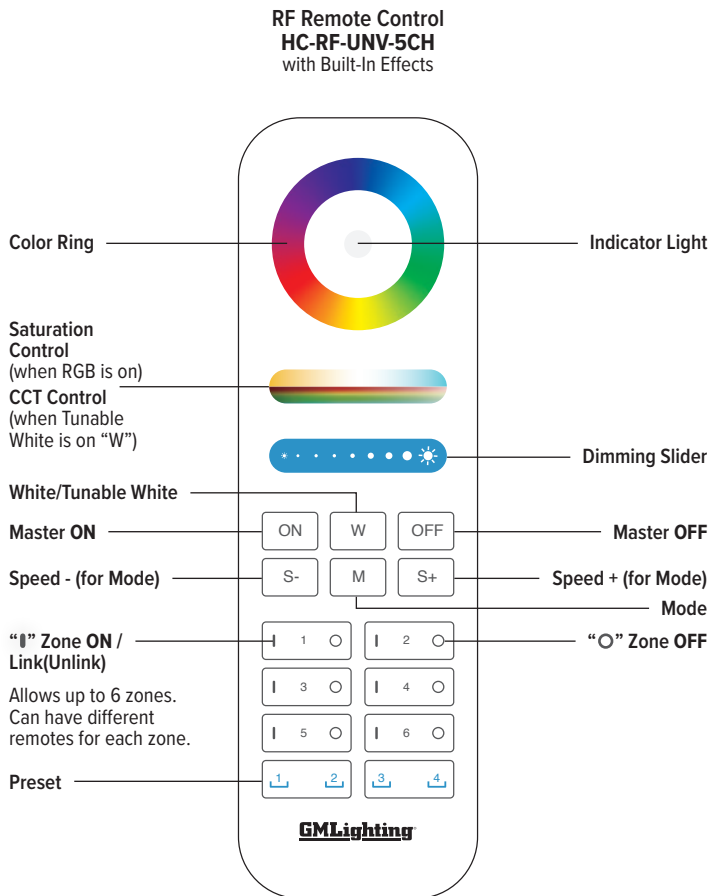 RF Remote Control
HC-RF-UNV-5CH
with Built-In Effects
Color Ring
Indicator Light
Saturation
Control
(when RGB is on)
CCT Control
(when Tunable
White is on “W”)
Dimming Slider
White/Tunable White
Master ON
ON
W
OFF
Master OFF
Speed - (for Mode)
S-
M
S+
Speed + (for Mode)
Mode
“I” Zone ON /
Link(Unlink)
I 1 O
I 2 O
“O” Zone OFF
Allows up to 6 zones.
Can have different
remotes for each zone.
I 3 O
I 4 O
I 5 O
I 6 O
Preset
1 2
3 4
GMLighting